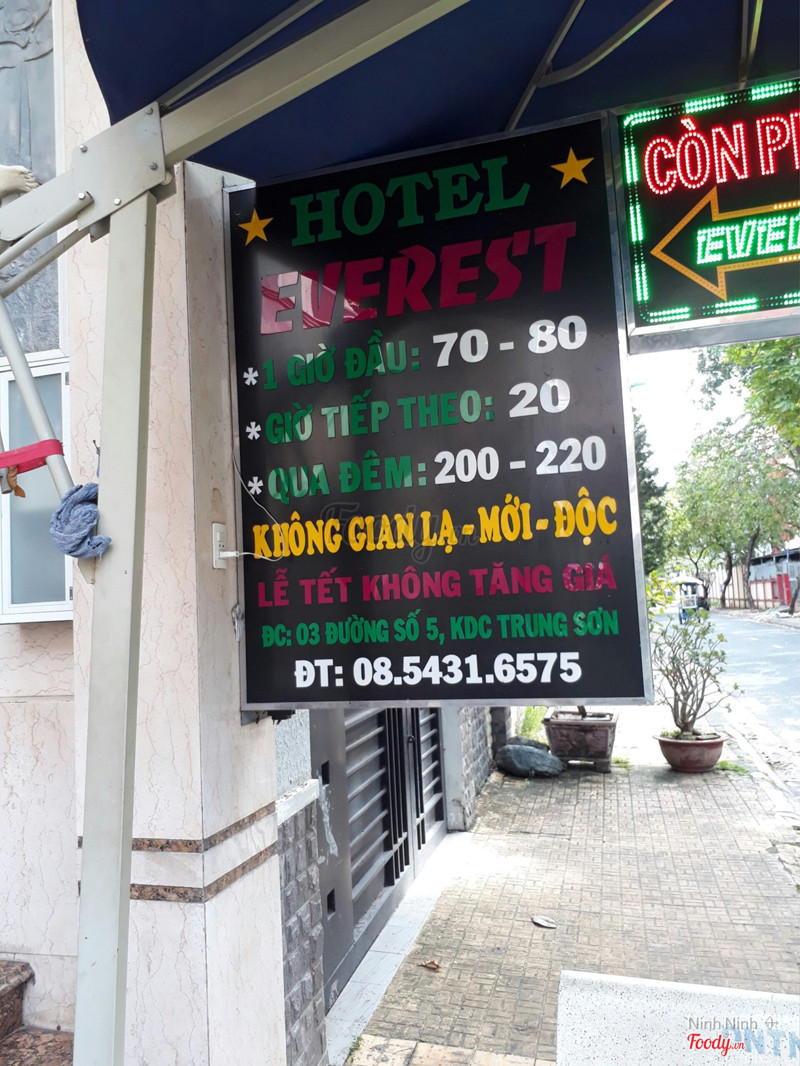 HOTEL
EVEREST
* 1 GIỜ ĐẦU: 70 - 80
* GIỜ TIẾP THEO: 20
* QUA ĐÊM: 200 - 220
KHÔNG GIAN LẠ - MỚI - ĐỘC
LỄ TẾT KHÔNG TĂNG GIÁ
ĐC: 03 ĐƯỜNG SỐ 5, KDC TRUNG SƠN
ĐT: 08.5431.6575
CÒN
Ninh Ninh
Foody.vn